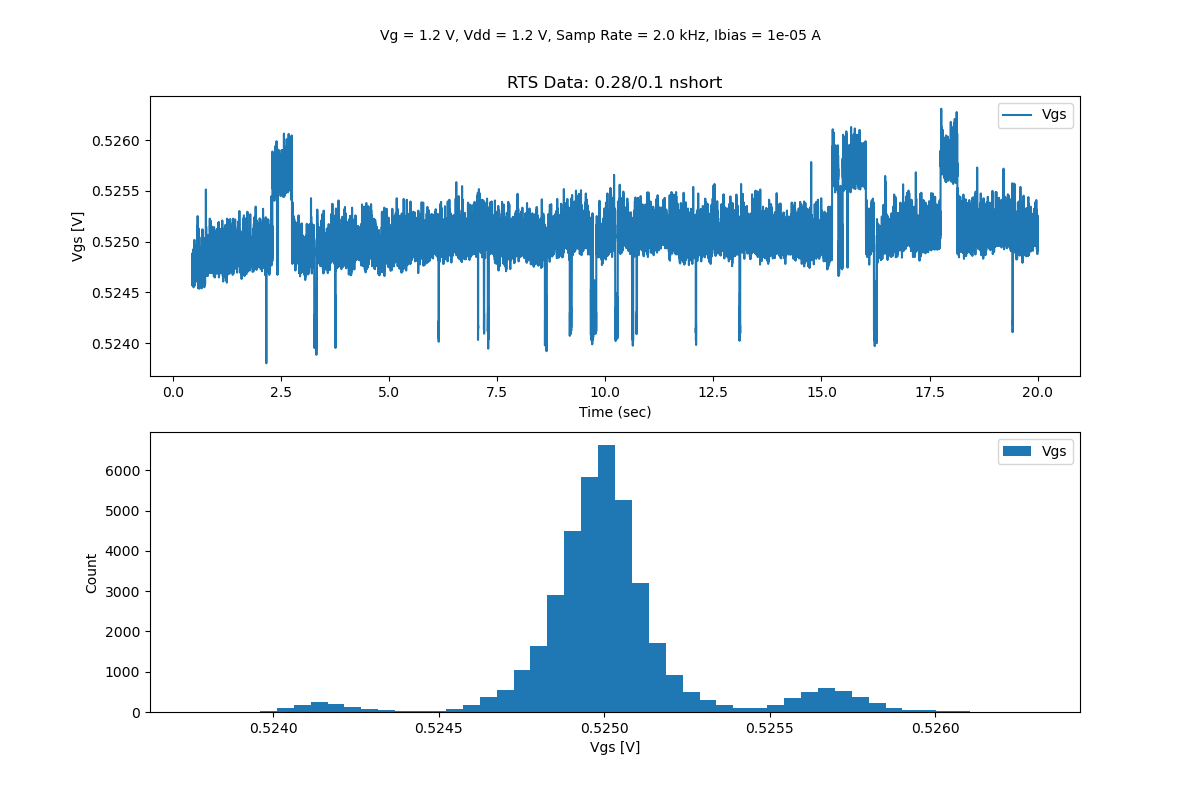 Vg = 1.2 V, Vdd = 1.2 V, Samp Rate = 2.0 kHz, Ibias = 1e-05 A
RTS Data: 0.28/0.1 nshort
Vgs
0.5260
0.5255
0.5250
0.5245
0.5240
Vgs [V]
0.0 2.5 5.0 7.5 10.0 12.5 15.0 17.5 20.0
Time (sec)
Vgs
6000
5000
4000
3000
2000
1000
0
Count
0.5240 0.5245 0.5250 0.5255 0.5260
Vgs [V]